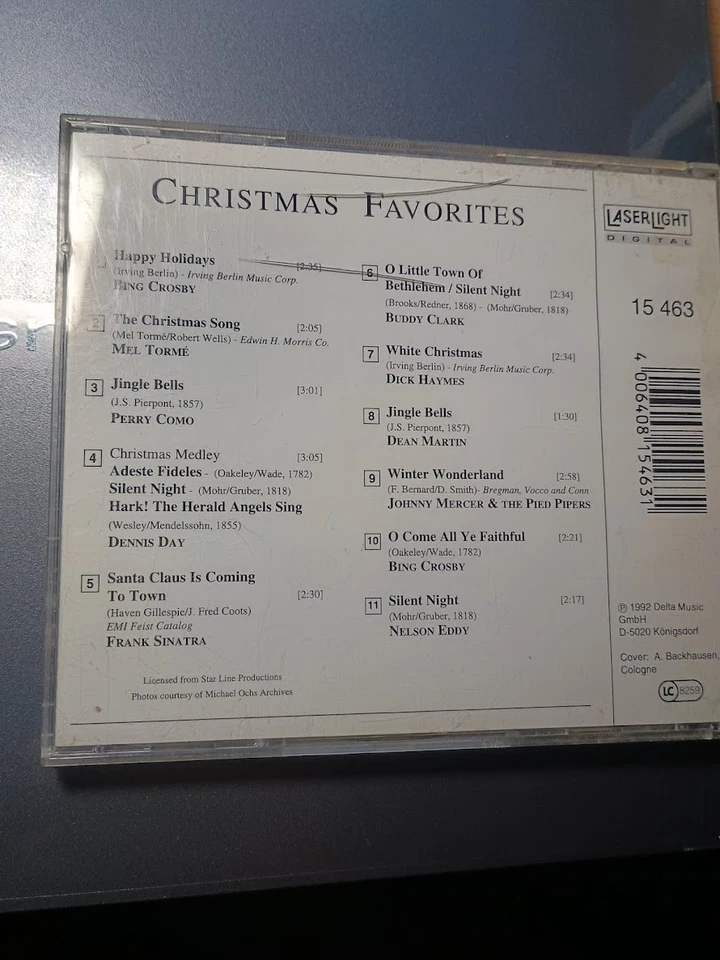 CHRISTMAS FAVORITES
Happy Holidays [2:35]
(Irving Berlin) - Irving Berlin Music Corp.
BING CROSBY
2 The Christmas Song [2:05]
(Mel Tormé/Robert Wells) - Edwin H. Morris Co.
MEL TORMÉ
3 Jingle Bells [3:01]
(J.S. Pierpont, 1857)
PERRY COMO
4 Christmas Medley [3:05]
Adeste Fideles - (Oakeley/Wade, 1782)
Silent Night - (Mohr/Gruber, 1818)
Hark! The Herald Angels Sing
(Wesley/Mendelssohn, 1855)
DENNIS DAY
5 Santa Claus Is Coming
To Town [2:30]
(Haven Gillespie/J. Fred Coots)
EMI Feist Catalog
FRANK SINATRA
6 O Little Town Of
Bethlehem / Silent Night [2:34]
(Brooks/Redner, 1868) - (Mohr/Gruber, 1818)
BUDDY CLARK
7 White Christmas [2:34]
(Irving Berlin) - Irving Berlin Music Corp.
DICK HAYMES
8 Jingle Bells [1:30]
(J.S. Pierpont, 1857)
DEAN MARTIN
9 Winter Wonderland [2:58]
(F. Bernard/D. Smith)- Bregman, Vocco and Conn
JOHNNY MERCER & THE PIED PIPERS
10 O Come All Ye Faithful [2:21]
(Oakeley/Wade, 1782)
BING CROSBY
11 Silent Night [2:17]
(Mohr/Gruber, 1818)
NELSON EDDY
Licensed from Star Line Productions
Photos courtesy of Michael Ochs Archives
LASERLIGHT
DIGITAL
15 463
4 006408 154631
℗ 1992 Delta Music
GmbH
D-5020 Königsdorf
Cover: A. Backhausen,
Cologne
LC 8259